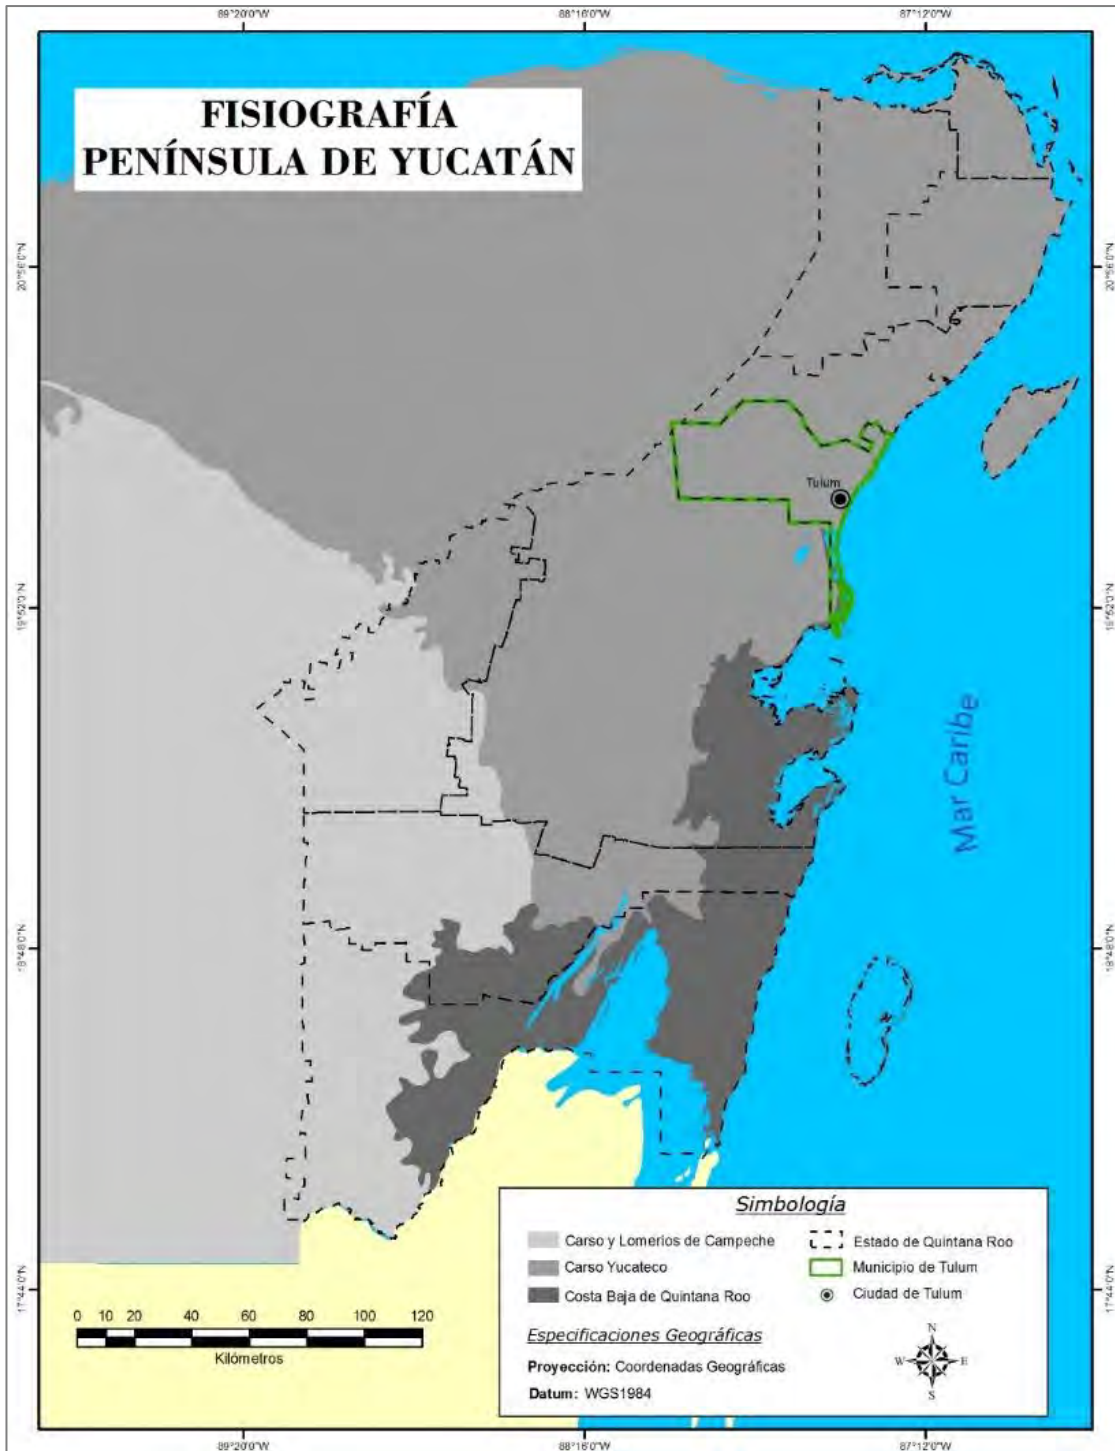 89°20'0"W
88°16'0"W
87°12'0"W
FISIOGRAFÍA
PENÍNSULA DE YUCATÁN
20°56'0"N
20°56'0"N
Tulum
19°52'0"N
19°52'0"N
Mar Caribe
18°48'0"N
18°48'0"N
Simbología
Carso y Lomeríos de Campeche
Estado de Quintana Roo
Carso Yucateco
Municipio de Tulum
Costa Baja de Quintana Roo
Ciudad de Tulum
17°44'0"N
17°44'0"N
0 10 20 40 60 80 100 120
Kilómetros
Especificaciones Geográficas
Proyección: Coordenadas Geográficas
Datum: WGS1984
N
W E
S
89°20'0"W
88°16'0"W
87°12'0"W